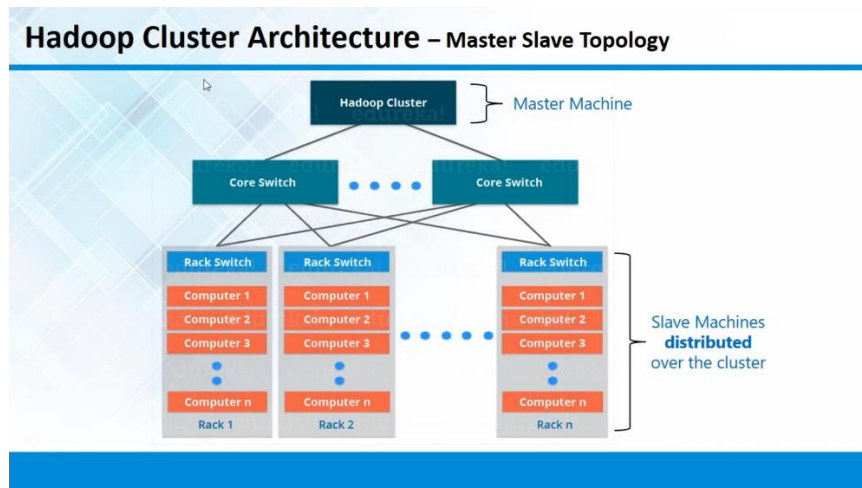 Hadoop Cluster Architecture – Master Slave Topology
Hadoop Cluster
edureka!
Master Machine
Core Switch
Core Switch
Rack Switch
Computer 1
Computer 2
Computer 3
Computer n
Rack 1
Rack Switch
Computer 1
Computer 2
Computer 3
Computer n
Rack 2
Rack Switch
Computer 1
Computer 2
Computer 3
Computer n
Rack n
Slave Machines
distributed
over the cluster